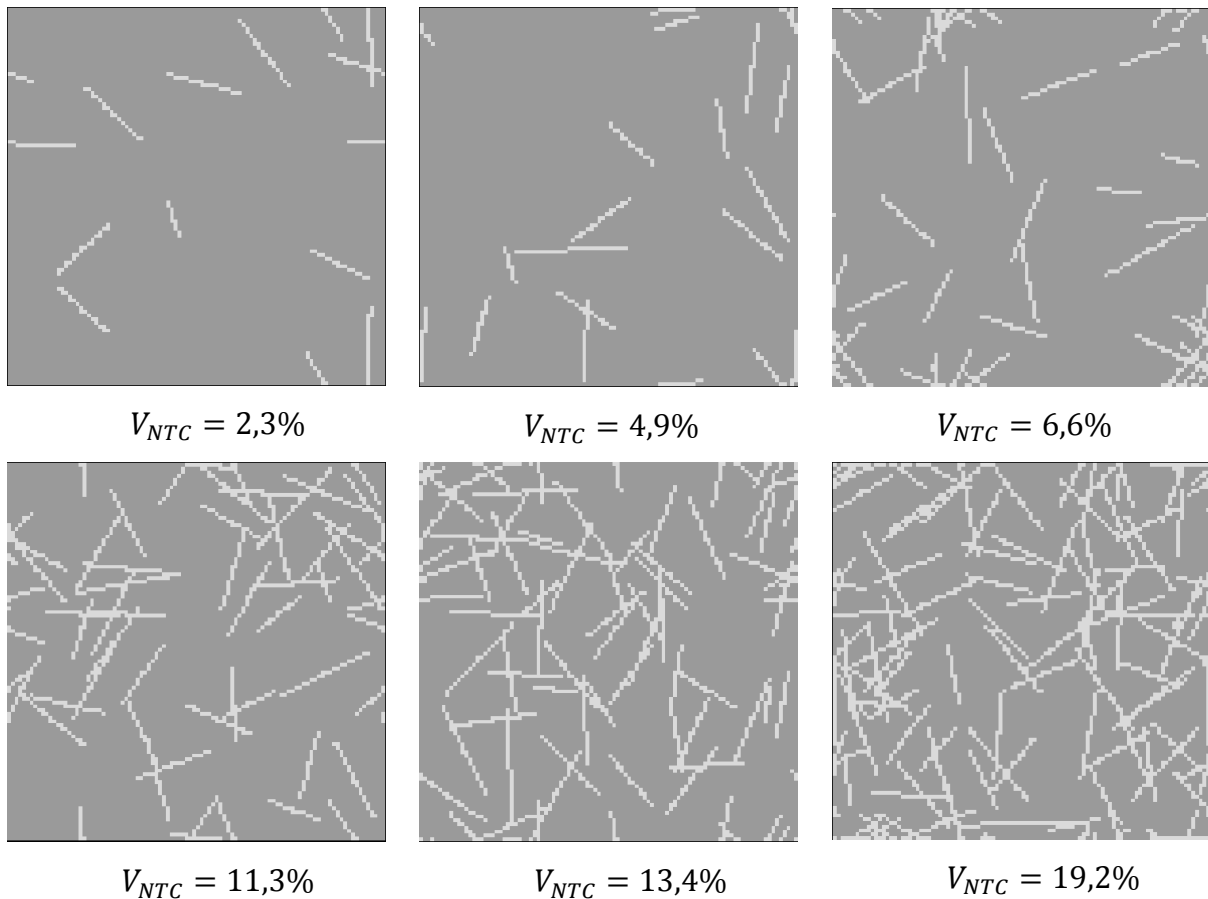 V_NTC = 2,3%
V_NTC = 4,9%
V_NTC = 6,6%
V_NTC = 11,3%
V_NTC = 13,4%
V_NTC = 19,2%